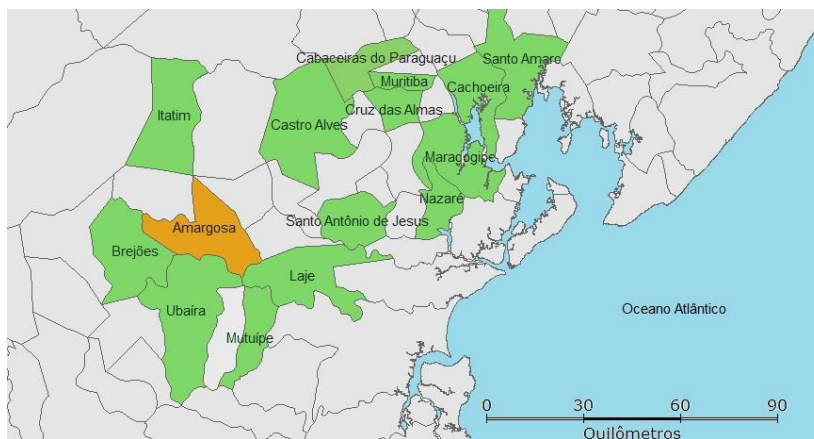 Cabaceiras do Paraguaçu
Santo Amaro
Muritiba
Cachoeira
Itatim
Cruz das Almas
Castro Alves
Maragogipe
Nazaré
Santo Antônio de Jesus
Amargosa
Brejões
Laje
Ubaíra
Mutuípe
Oceano Atlântico
0 30 60 90
Quilômetros